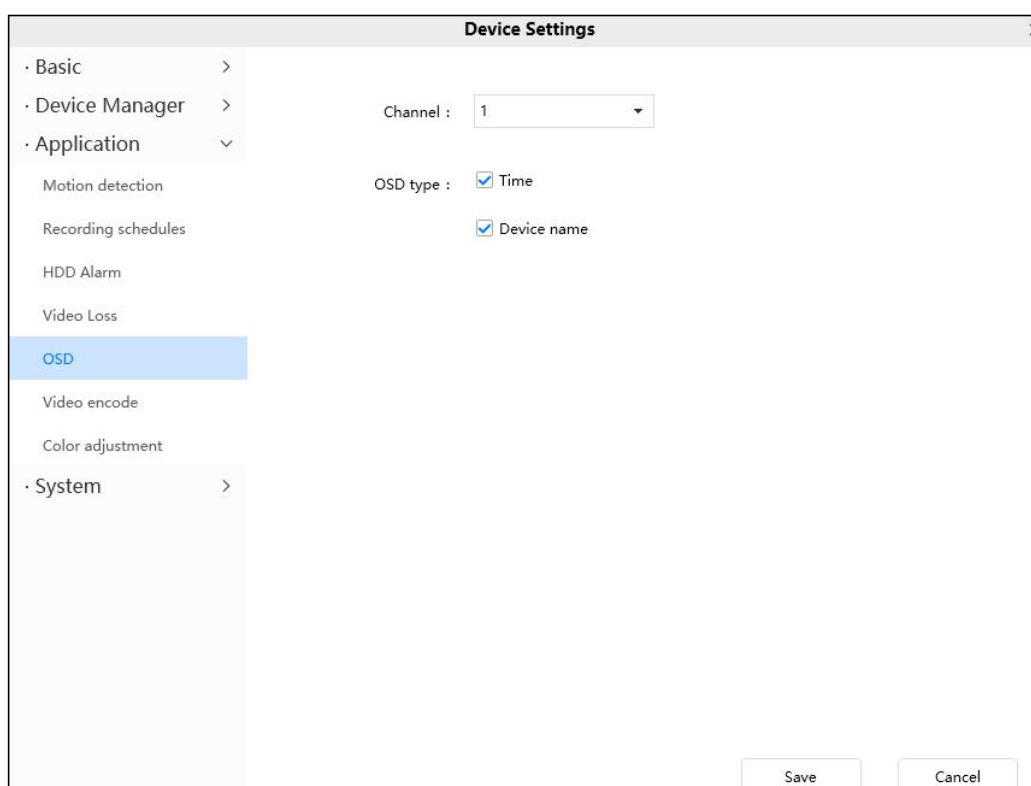 Device Settings
· Basic
· Device Manager
· Application
Motion detection
Recording schedules
HDD Alarm
Video Loss
OSD
Video encode
Color adjustment
· System
Channel : 1
OSD type : Time
Device name
Save Cancel